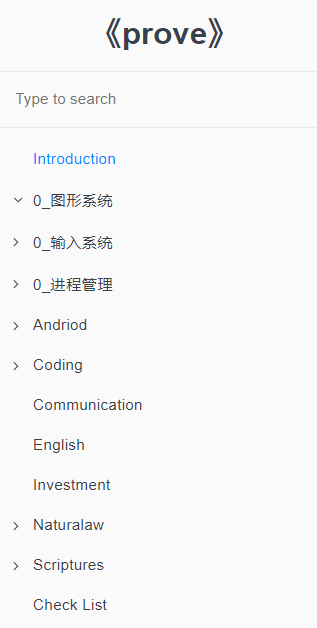 《prove》
Type to search
Introduction
0_图形系统
0_输入系统
0_进程管理
Andriod
Coding
Communication
English
Investment
Naturalaw
Scriptures
Check List